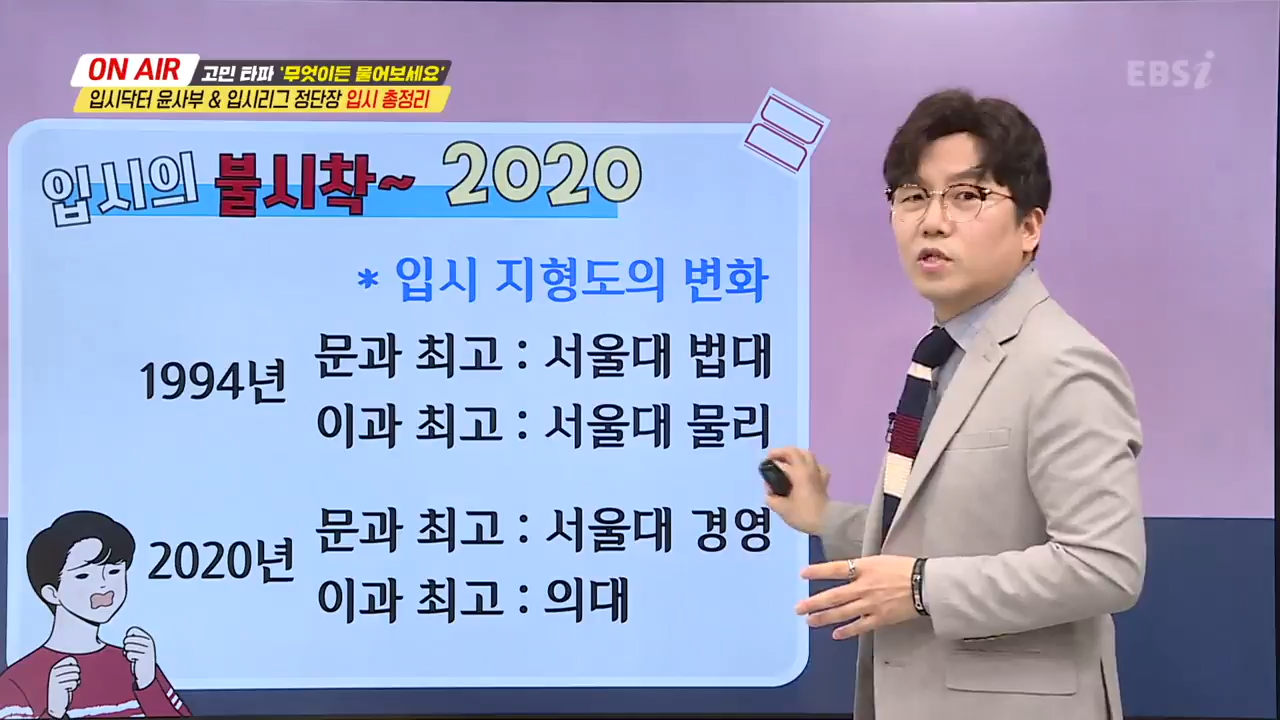 ON AIR 고민 타파 '무엇이든 물어보세요'
입시닥터 윤사부 & 입시리그 정단장 입시 총정리
EBSi
입시의 불시착~ 2020
* 입시 지형도의 변화
1994년
문과 최고 : 서울대 법대
이과 최고 : 서울대 물리
2020년
문과 최고 : 서울대 경영
이과 최고 : 의대